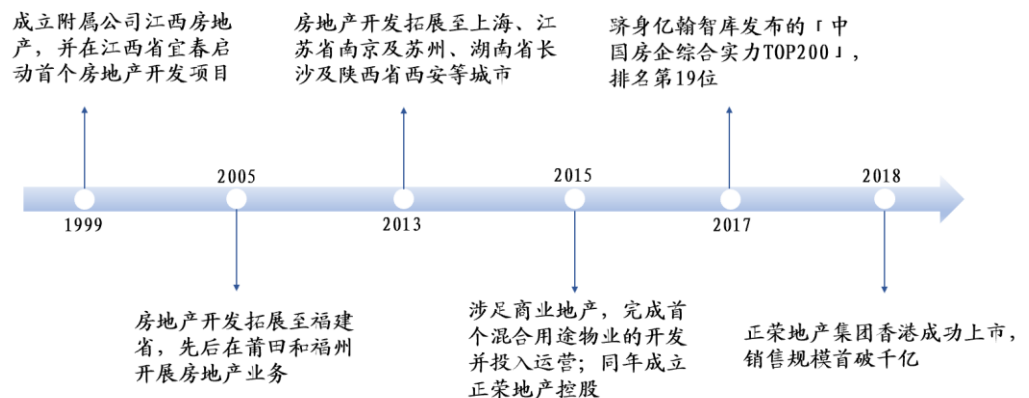 成立附属公司江西房地
产，并在江西省宜春启
动首个房地产开发项目
房地产开发拓展至上海、江
苏省南京及苏州、湖南省长
沙及陕西省西安等城市
跻身亿翰智库发布的「中
国房企综合实力TOP200」，
排名第19位
2005
2015
2018
1999
2013
2017
房地产开发拓展至福建
省，先后在莆田和福州
开展房地产业务
涉足商业地产，完成首
个混合用途物业的开发
并投入运营；同年成立
正荣地产控股
正荣地产集团香港成功上市，
销售规模首破千亿